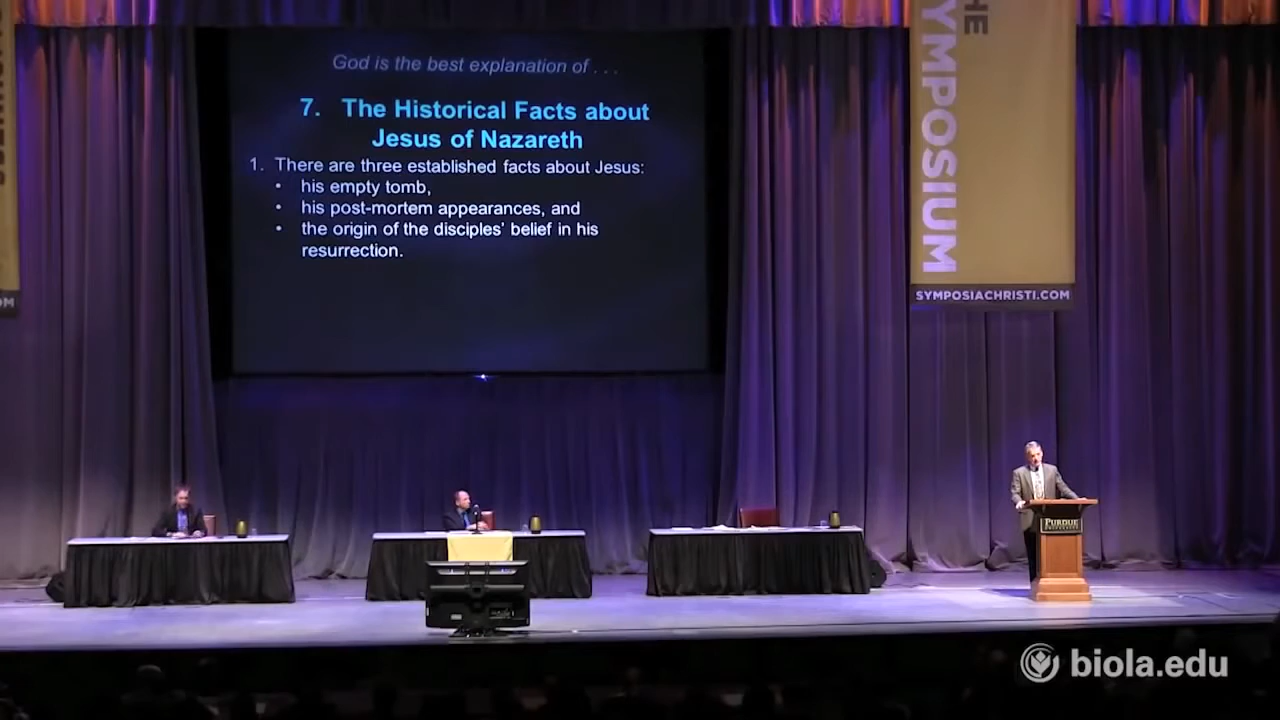 God is the best explanation of . . .
7. The Historical Facts about
Jesus of Nazareth
1. There are three established facts about Jesus:
• his empty tomb,
• his post-mortem appearances, and
• the origin of the disciples' belief in his
resurrection.
THE
SYMPOSIUM
SYMPOSIACHRISTI.COM
OM
PURDUE
biola.edu